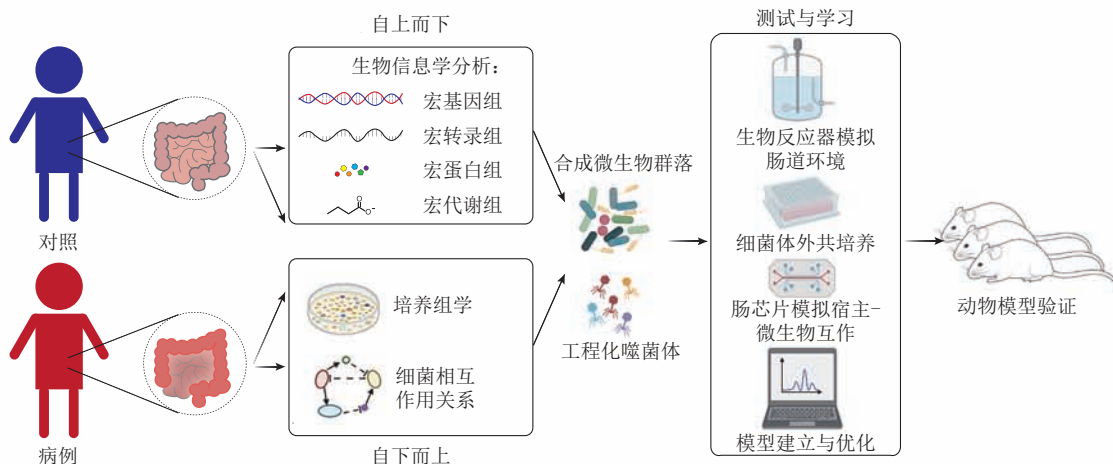 自上而下
生物信息学分析：
宏基因组
宏转录组
宏蛋白组
宏代谢组
O
O⁻
对照
病例
培养组学
细菌相互
作用关系
自下而上
合成微生物群落
工程化噬菌体
测试与学习
生物反应器模拟
肠道环境
细菌体外共培养
肠芯片模拟宿主-
微生物互作
模型建立与优化
动物模型验证